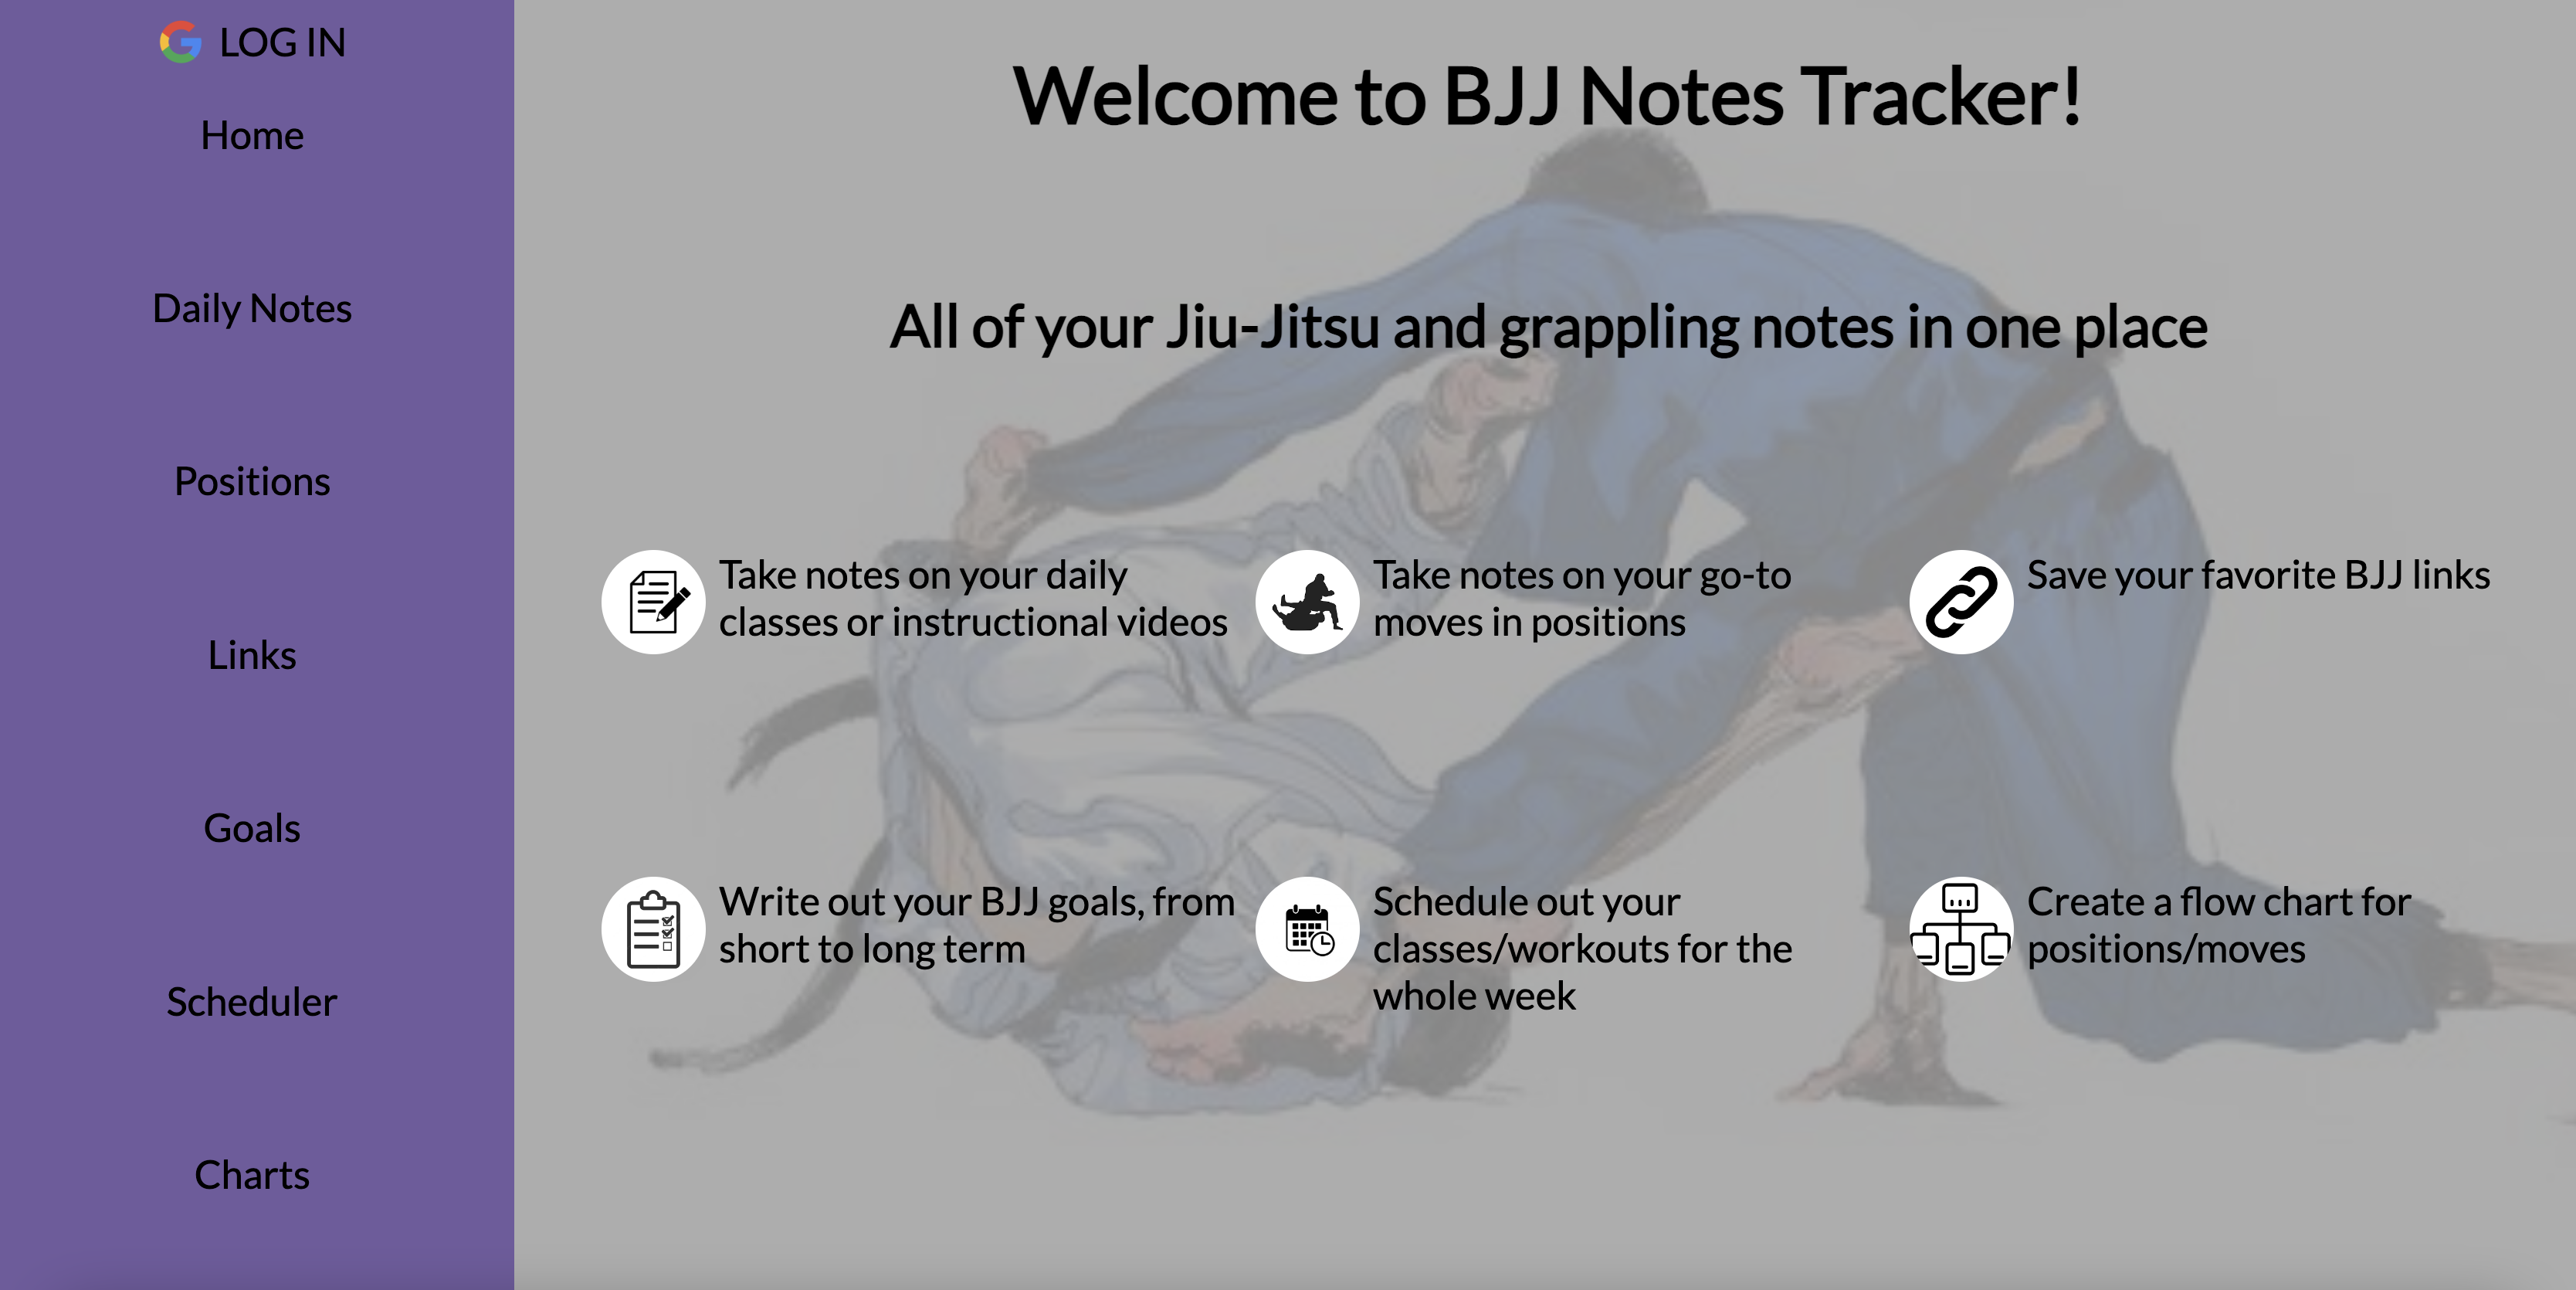 LOG IN
Home
Daily Notes
Positions
Links
Goals
Scheduler
Charts
Welcome to BJJ Notes Tracker!
All of your Jiu-Jitsu and grappling notes in one place
Take notes on your daily
classes or instructional videos
Take notes on your go-to
moves in positions
Save your favorite BJJ links
Write out your BJJ goals, from
short to long term
Schedule out your
classes/workouts for the
whole week
Create a flow chart for
positions/moves